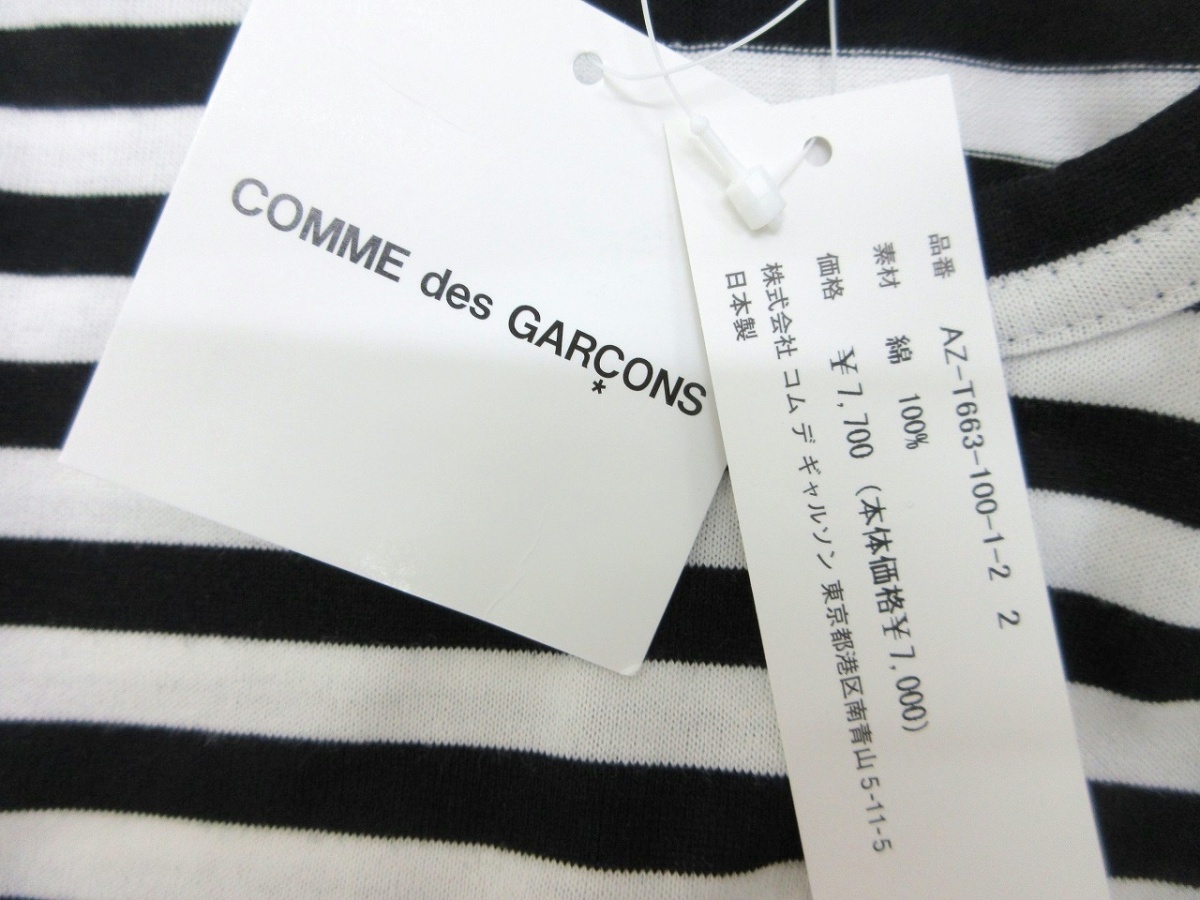 COMME des GARÇONS
*
品番 AZ-T663-100-1-2 2
素材 綿 100%
価格 ¥7,700 (本体価格¥7,000)
株式会社 コム デ ギャルソン 東京都港区南青山 5-11-5
日本製